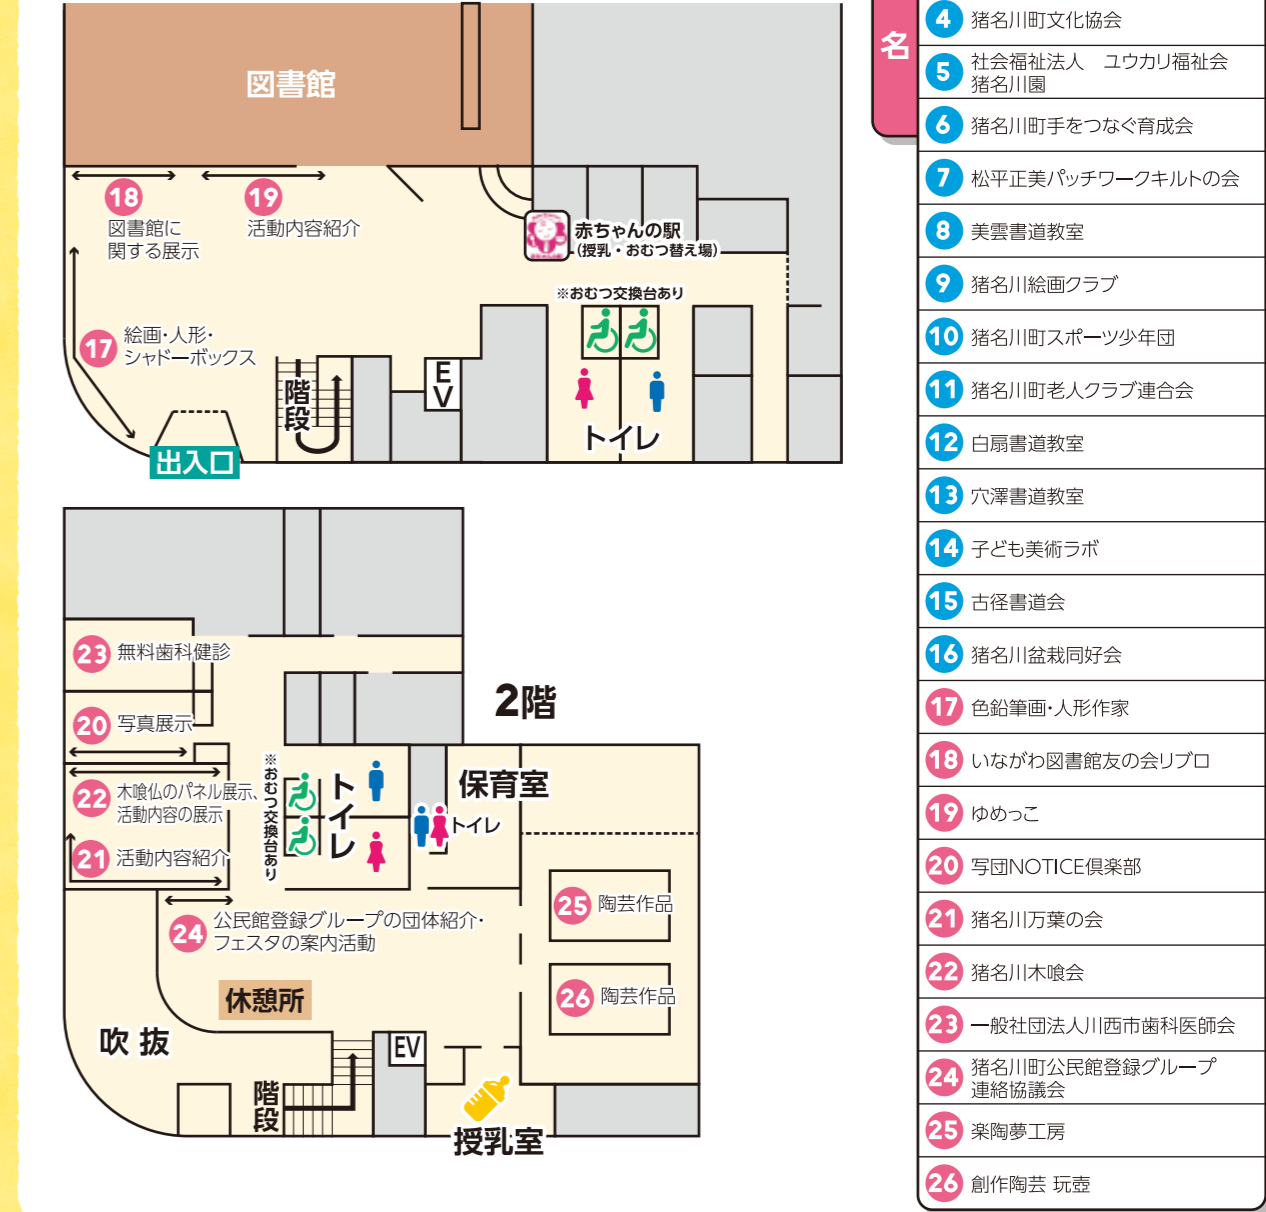 図書館
18
図書館に
関する展示
19
活動内容紹介
赤ちゃんの駅
(授乳・おむつ替え場)
※おむつ交換台あり
17
絵画・人形・
シャドーボックス
階段
EV
トイレ
出入口
2階
23 無料歯科健診
20 写真展示
22 木喰仏のパネル展示、
活動内容の展示
21 活動内容紹介
※おむつ交換台あり
トイレ
保育室
トイレ
25 陶芸作品
26 陶芸作品
24 公民館登録グループの団体紹介・
フェスタの案内活動
休憩所
吹抜
階段
EV
授乳室
名
4 猪名川町文化協会
5 社会福祉法人　ユウカリ福祉会
猪名川園
6 猪名川町手をつなぐ育成会
7 松平正美パッチワークキルトの会
8 美雲書道教室
9 猪名川絵画クラブ
10 猪名川町スポーツ少年団
11 猪名川町老人クラブ連合会
12 白扇書道教室
13 穴澤書道教室
14 子ども美術ラボ
15 古径書道会
16 猪名川盆栽同好会
17 色鉛筆画・人形作家
18 いながわ図書館友の会リブロ
19 ゆめっこ
20 写団NOTICE倶楽部
21 猪名川万葉の会
22 猪名川木喰会
23 一般社団法人川西市歯科医師会
24 猪名川町公民館登録グループ
連絡協議会
25 楽陶夢工房
26 創作陶芸 玩壺